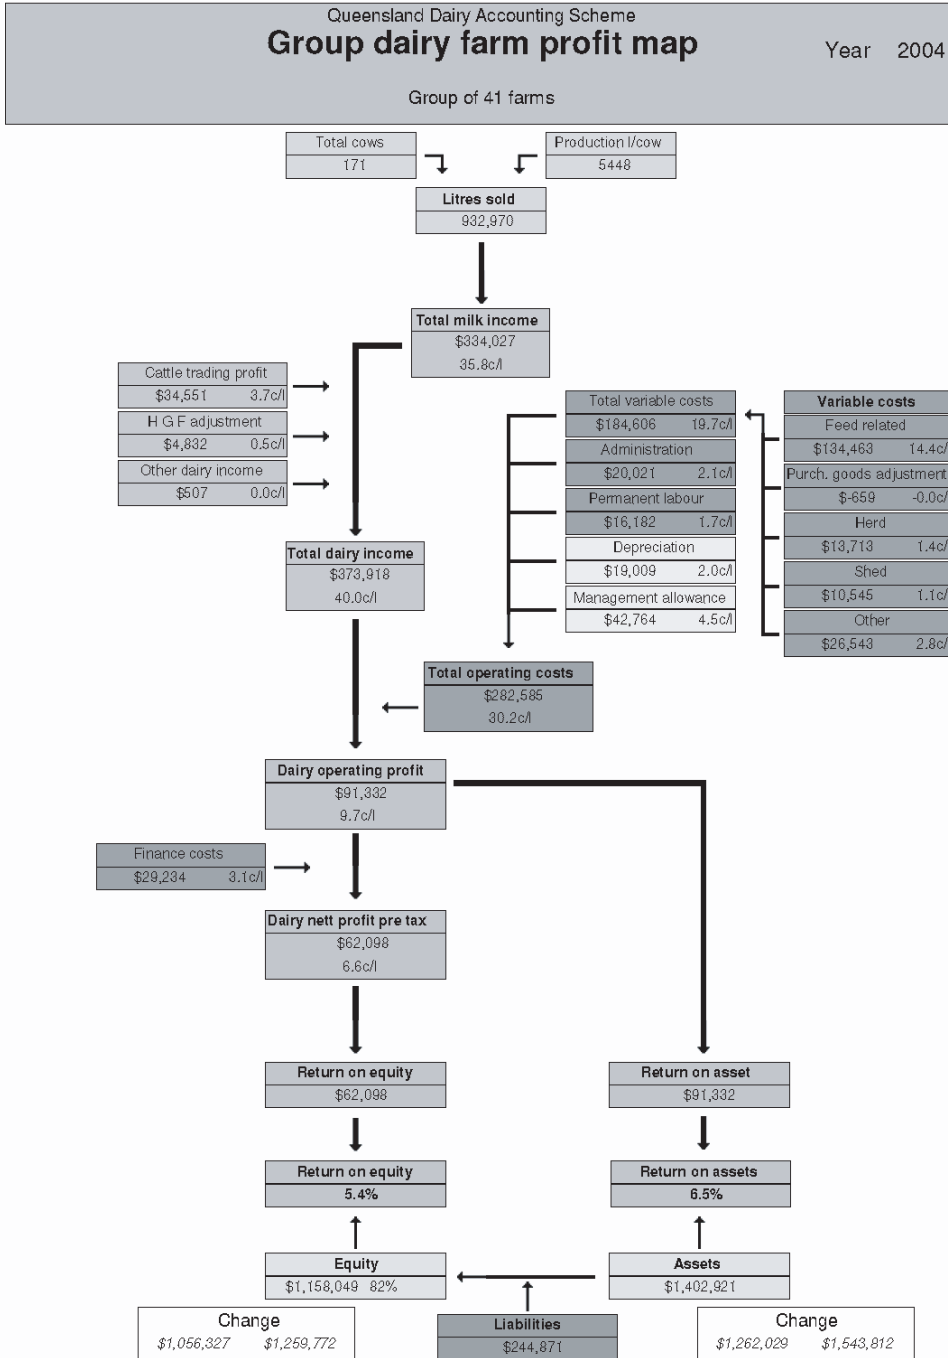 Queensland Dairy Accounting Scheme
Group dairy farm profit map
Year 2004
Group of 41 farms
Total cows
171
Production l/cow
5448
Litres sold
932,970
Total milk income
$334,027
35.8c/l
Cattle trading profit
$34,551 3.7c/l
H G F adjustment
$4,832 0.5c/l
Other dairy income
$507 0.0c/l
Total variable costs
$184,606 19.7c/l
Administration
$20,021 2.1c/l
Permanent labour
$16,182 1.7c/l
Depreciation
$19,009 2.0c/l
Management allowance
$42,764 4.5c/l
Variable costs
Feed related
$134,463 14.4c/
Purch. goods adjustment
$-659 -0.0c/
Herd
$13,713 1.4c/
Shed
$10,545 1.1c/
Other
$26,543 2.8c/
Total dairy income
$373,918
40.0c/l
Total operating costs
$282,585
30.2c/l
Dairy operating profit
$91,332
9.7c/l
Finance costs
$29,234 3.1c/l
Dairy nett profit pre tax
$62,098
6.6c/l
Return on equity
$62,098
Return on asset
$91,332
Return on equity
5.4%
Return on assets
6.5%
Equity
$1,158,049 82%
Assets
$1,402,921
Change
$1,056,327 $1,259,772
Liabilities
$244,871
Change
$1,262,029 $1,543,812